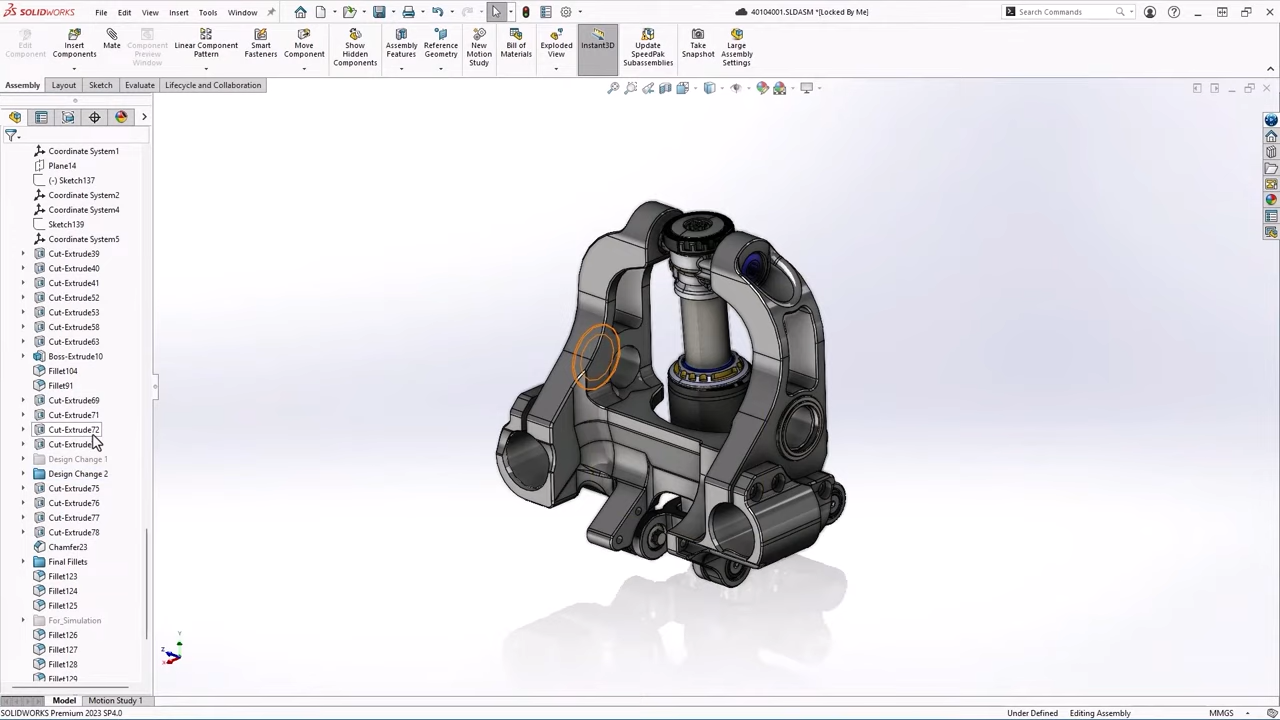 SOLIDWORKS File Edit View Insert Tools Window 40104001.SLDASM *[Locked By Me] Search Commands
Edit Component
Insert Components
Mate
Component Preview Window
Linear Component Pattern
Smart Fasteners
Move Component
Show Hidden Components
Assembly Features
Reference Geometry
New Motion Study
Bill of Materials
Exploded View
Instant3D
Update SpeedPak Subassemblies
Take Snapshot
Large Assembly Settings
Assembly Layout Sketch Evaluate Lifecycle and Collaboration
Coordinate System1
Plane14
(-) Sketch137
Coordinate System2
Coordinate System4
Sketch139
Coordinate System5
Cut-Extrude39
Cut-Extrude40
Cut-Extrude41
Cut-Extrude52
Cut-Extrude53
Cut-Extrude58
Cut-Extrude63
Boss-Extrude10
Fillet104
Fillet91
Cut-Extrude69
Cut-Extrude71
Cut-Extrude72
Design Change 1
Design Change 2
Cut-Extrude75
Cut-Extrude76
Cut-Extrude77
Cut-Extrude78
Chamfer23
Final Fillets
Fillet123
Fillet124
Fillet125
For_Simulation
Fillet126
Fillet127
Fillet128
Fillet129
Y
Z
X
Model Motion Study 1
SOLIDWORKS Premium 2023 SP4.0 Under Defined Editing Assembly MMGS